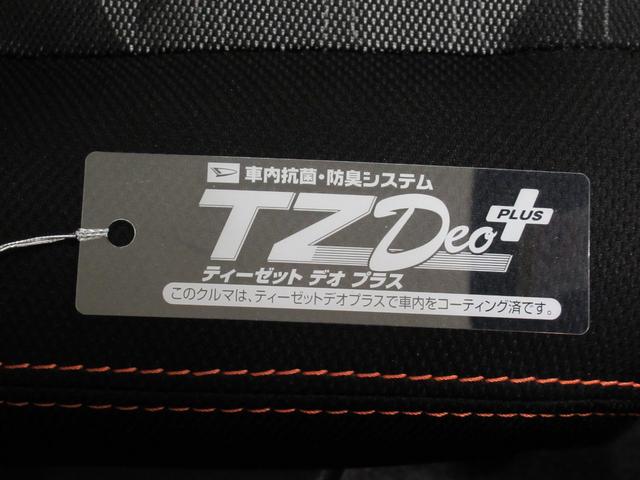 車内抗菌・防臭システム
TZ Deo PLUS
ティーゼット デオ プラス
このクルマは、ティーゼットデオプラスで車内をコーティング済です。